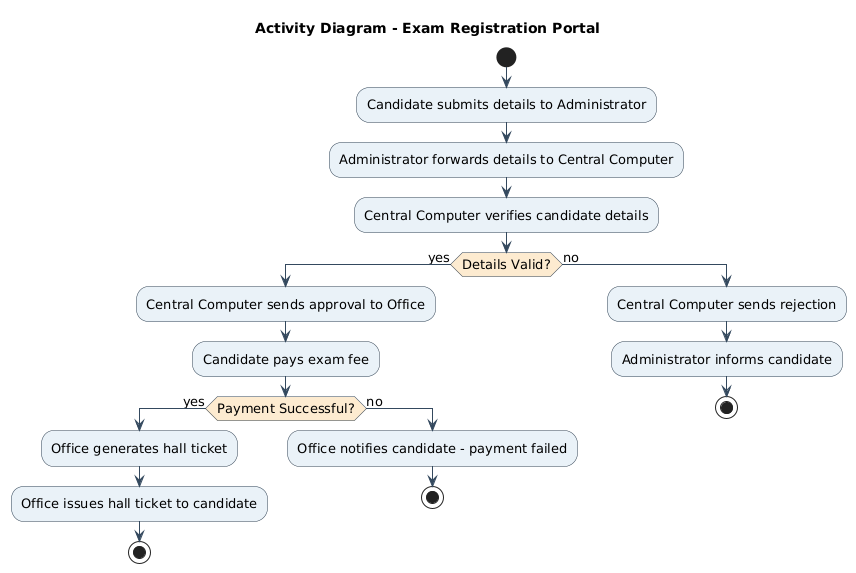 Activity Diagram - Exam Registration Portal
Candidate submits details to Administrator
Administrator forwards details to Central Computer
Central Computer verifies candidate details
yes
Details Valid?
no
Central Computer sends approval to Office
Central Computer sends rejection
Candidate pays exam fee
Administrator informs candidate
yes
Payment Successful?
no
Office generates hall ticket
Office notifies candidate - payment failed
Office issues hall ticket to candidate